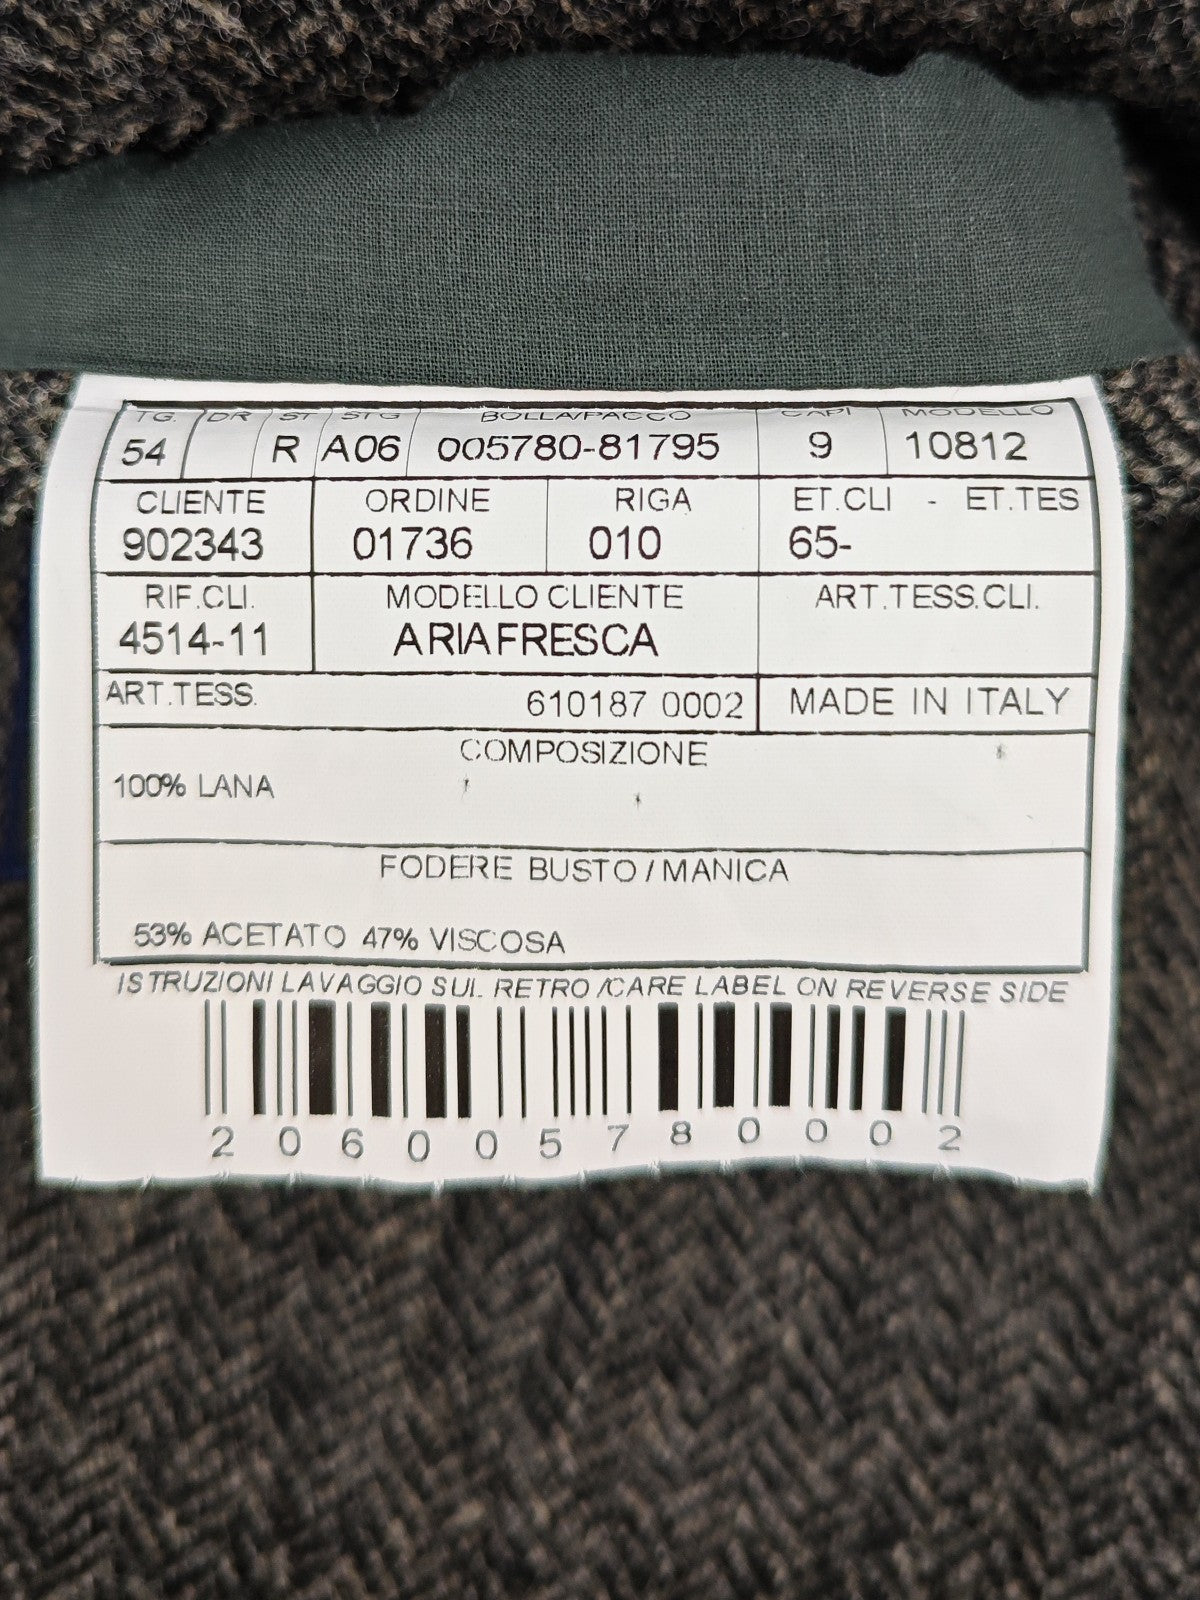 TG. DR ST STG BOLLA/PACCO CAPI MODELLO
54 R A06 005780-81795 9 10812
CLIENTE ORDINE RIGA ET.CLI - ET.TES
902343 01736 010 65-
RIF.CLI. MODELLO CLIENTE ART.TESS.CLI.
4514-11 ARIAFRESCA
ART.TESS. 610187 0002 MADE IN ITALY
COMPOSIZIONE
100% LANA
FODERE BUSTO/MANICA
53% ACETATO 47% VISCOSA
ISTRUZIONI LAVAGGIO SUL RETRO/CARE LABEL ON REVERSE SIDE
206005780002